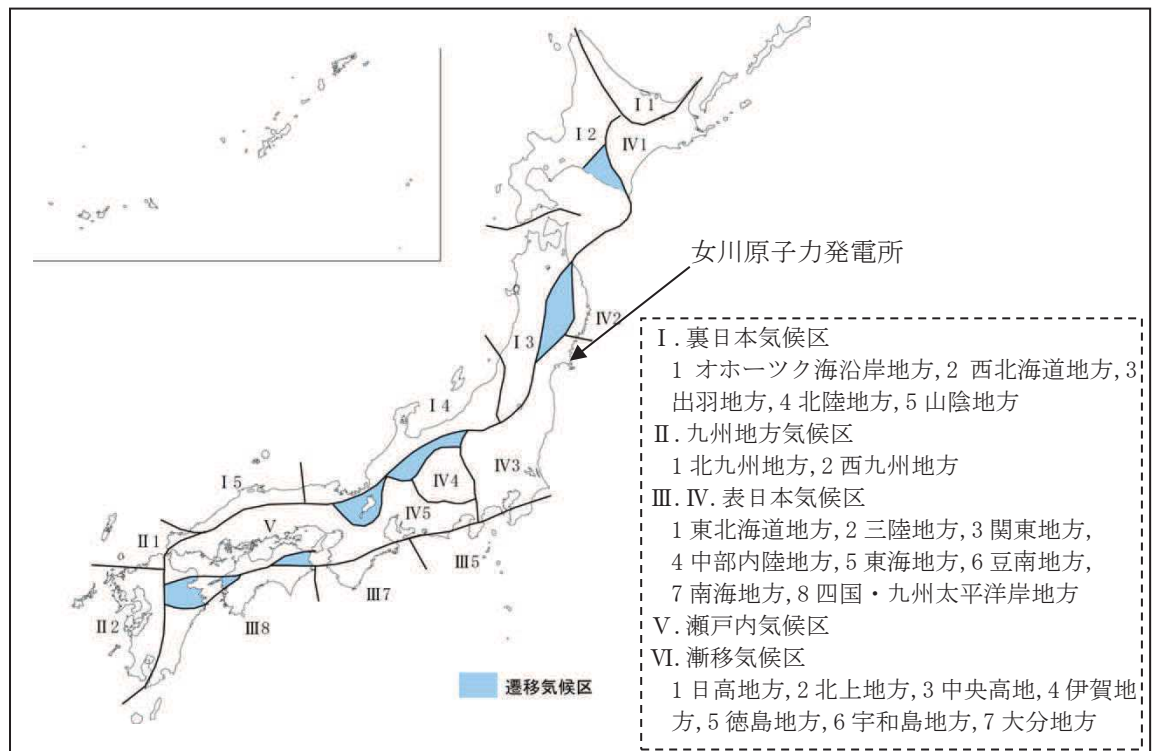 I 1
I 2
IV1
女川原子力発電所
IV2
I 3
I 4
IV3
IV4
I 5
IV5
V
II 1
III5
III7
II 2
III8
遷移気候区
Ⅰ.裏日本気候区
1 オホーツク海沿岸地方,2 西北海道地方,3
出羽地方,4 北陸地方,5 山陰地方
Ⅱ.九州地方気候区
1 北九州地方,2 西九州地方
Ⅲ.Ⅳ.表日本気候区
1 東北海道地方,2 三陸地方,3 関東地方,
4 中部内陸地方,5 東海地方,6 豆南地方,
7 南海地方,8 四国・九州太平洋岸地方
Ⅴ.瀬戸内気候区
Ⅵ.漸移気候区
1 日高地方,2 北上地方,3 中央高地,4 伊賀地
方,5 徳島地方,6 宇和島地方,7 大分地方